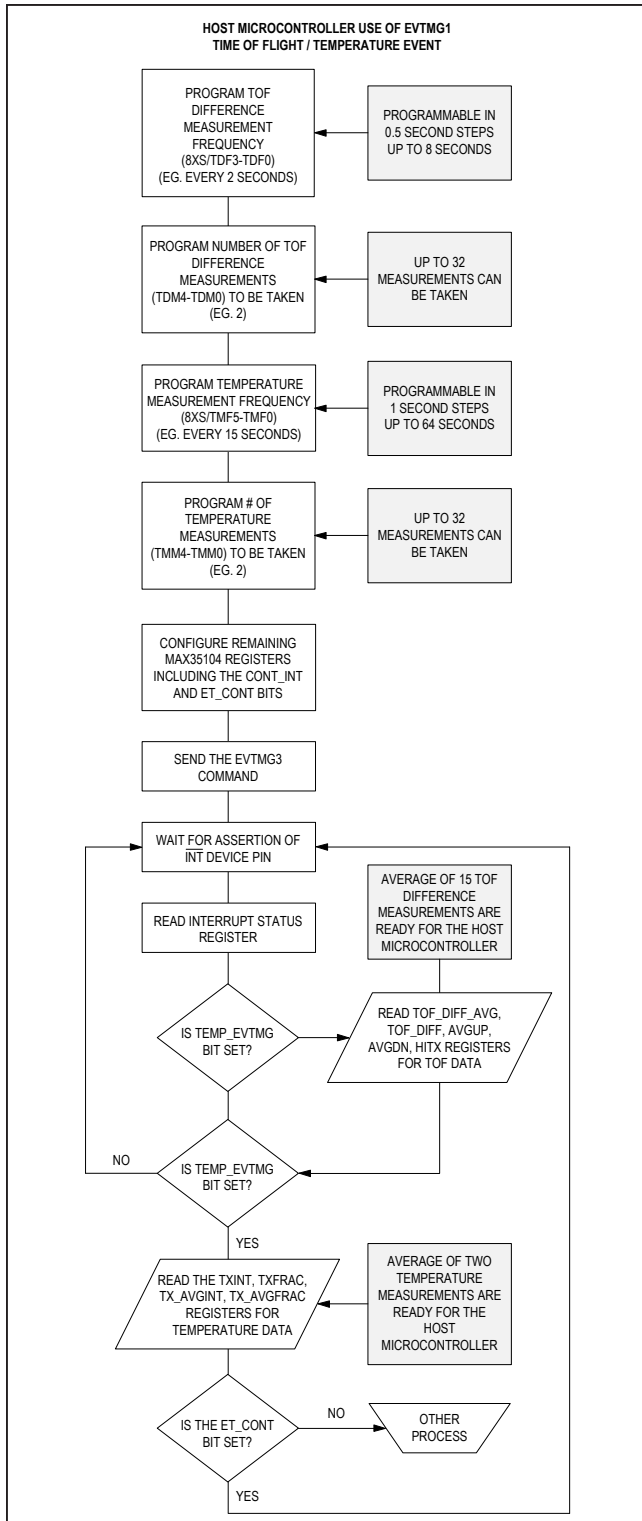 HOST MICROCONTROLLER USE OF EVTMG1
TIME OF FLIGHT / TEMPERATURE EVENT
PROGRAM TOF
DIFFERENCE
MEASUREMENT
FREQUENCY
(8XS/TDF3-TDF0)
(EG. EVERY 2 SECONDS)
PROGRAMMABLE IN
0.5 SECOND STEPS
UP TO 8 SECONDS
PROGRAM NUMBER OF TOF
DIFFERENCE
MEASUREMENTS
(TDM4-TDM0) TO BE TAKEN
(EG. 2)
UP TO 32
MEASUREMENTS CAN
BE TAKEN
PROGRAM TEMPERATURE
MEASUREMENT FREQUENCY
(8XS/TMF5-TMF0)
(EG. EVERY 15 SECONDS)
PROGRAMMABLE IN
1 SECOND STEPS
UP TO 64 SECONDS
PROGRAM # OF
TEMPERATURE
MEASUREMENTS
(TMM4-TMM0) TO BE TAKEN
(EG. 2)
UP TO 32
MEASUREMENTS CAN
BE TAKEN
CONFIGURE REMAINING
MAX35104 REGISTERS
INCLUDING THE CONT_INT
AND ET_CONT BITS
SEND THE EVTMG3
COMMAND
WAIT FOR ASSERTION OF
INT DEVICE PIN
READ INTERRUPT STATUS
REGISTER
AVERAGE OF 15 TOF
DIFFERENCE
MEASUREMENTS ARE
READY FOR THE HOST
MICROCONTROLLER
IS TEMP_EVTMG
BIT SET?
READ TOF_DIFF_AVG,
TOF_DIFF, AVGUP,
AVGDN, HITX REGISTERS
FOR TOF DATA
NO
IS TEMP_EVTMG
BIT SET?
YES
READ THE TXINT, TXFRAC,
TX_AVGINT, TX_AVGFRAC
REGISTERS FOR
TEMPERATURE DATA
AVERAGE OF TWO
TEMPERATURE
MEASUREMENTS ARE
READY FOR THE
HOST
MICROCONTROLLER
IS THE ET_CONT
BIT SET?
NO
OTHER
PROCESS
YES